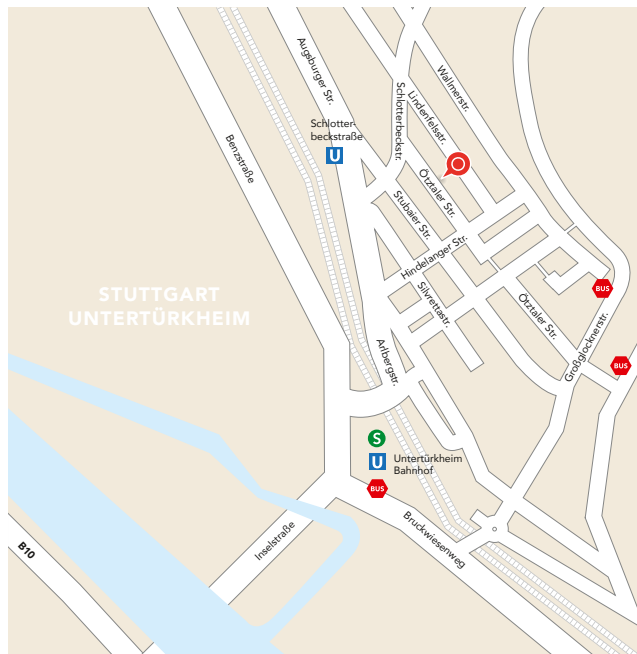 Augsburger Str.
Wallmerstr.
Schlotterbeckstr.
Lindenfelsstr.
Schlotter-
beckstraße
U
Benzstraße
Ötztaler Str.
Stubaier Str.
Hindelanger Str.
STUTTGART
UNTERTÜRKHEIM
Silvrettastr.
BUS
Ötztaler Str.
Großglocknerstr.
Arlbergstr.
BUS
S
U
Untertürkheim
Bahnhof
BUS
Inselstraße
Bruckwiesenweg
B10